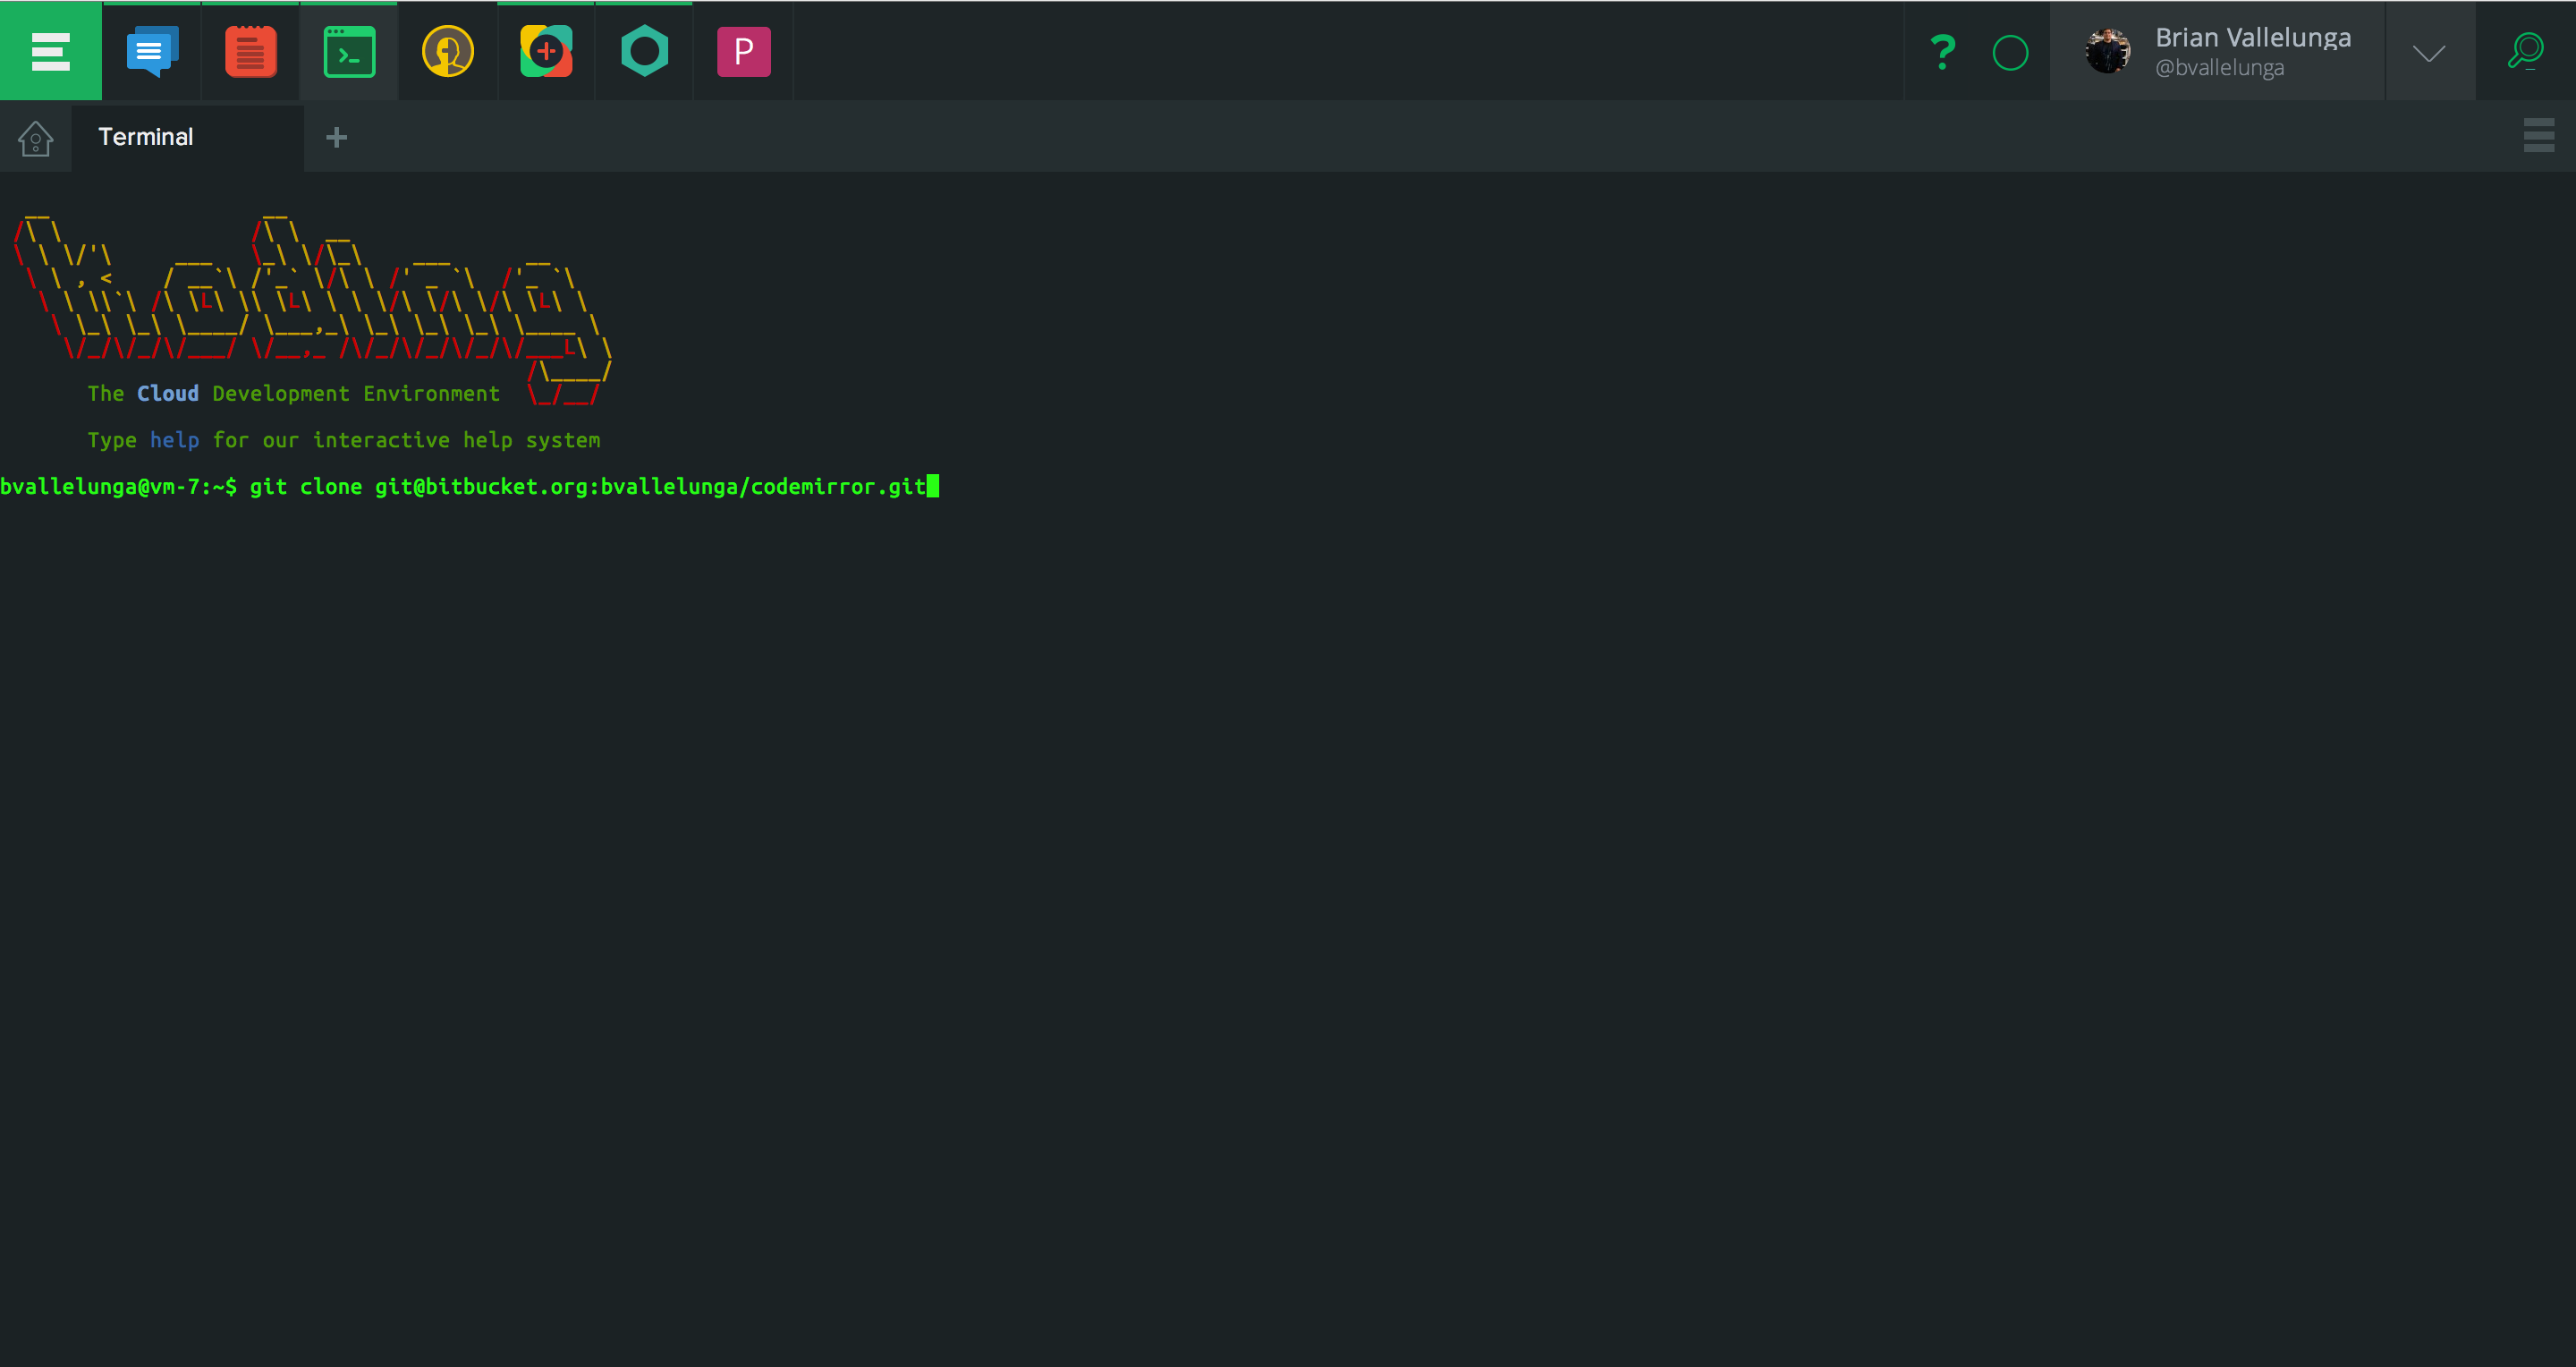 P
Brian Vallelunga
@bvallelunga
Terminal
Koding
The Cloud Development Environment
Type help for our interactive help system
bvallelunga@vm-7:~$ git clone git@bitbucket.org:bvallelunga/codemirror.git